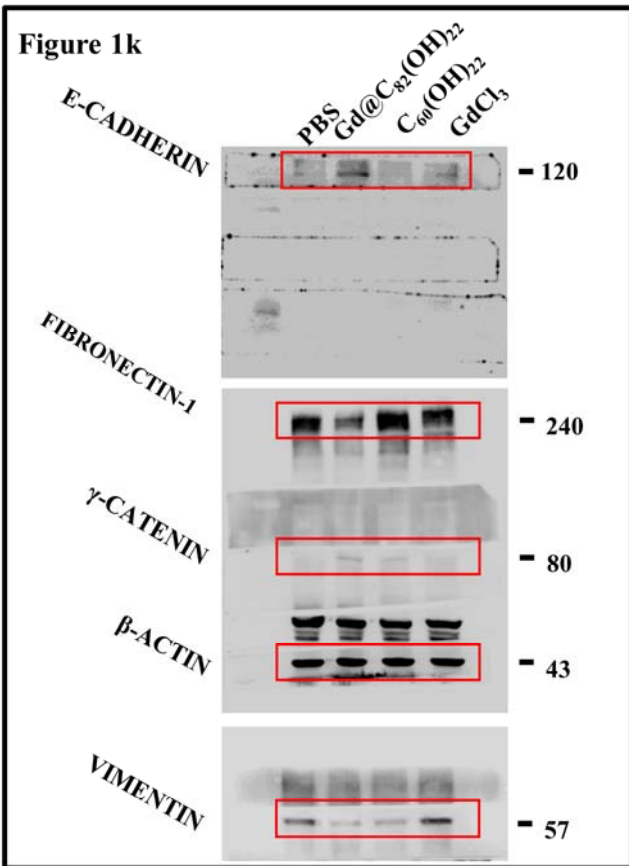 Figure 1k
PBS
Gd@C₈₂(OH)₂₂
C₆₀(OH)₂₂
GdCl₃
E-CADHERIN
120
FIBRONECTIN-1
240
γ-CATENIN
80
β-ACTIN
43
VIMENTIN
57